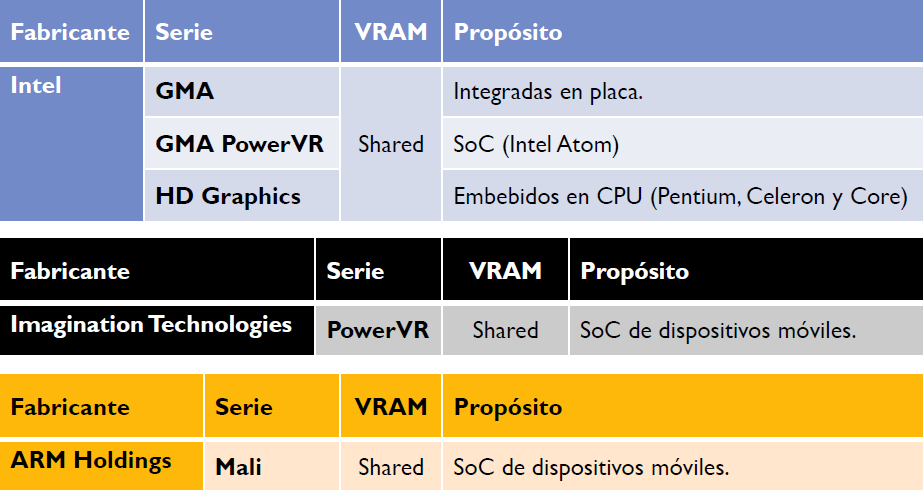 Fabricante Serie VRAM Propósito
Intel GMA Integradas en placa.
GMA PowerVR Shared SoC (Intel Atom)
HD Graphics Embebidos en CPU (Pentium, Celeron y Core)
Fabricante Serie VRAM Propósito
Imagination Technologies PowerVR Shared SoC de dispositivos móviles.
Fabricante Serie VRAM Propósito
ARM Holdings Mali Shared SoC de dispositivos móviles.